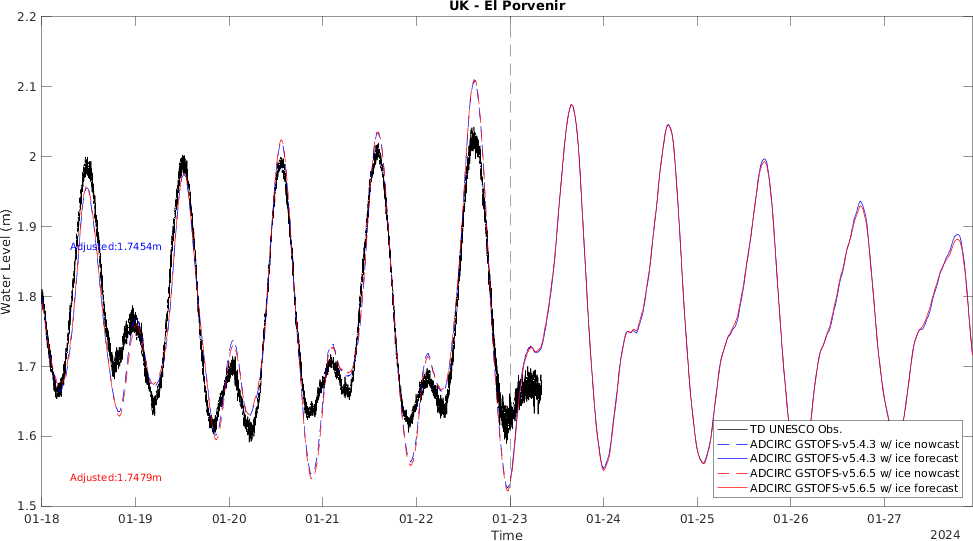 UK - El Porvenir
2.2
2.1
2
1.9
1.8
1.7
1.6
1.5
Water Level (m)
Adjusted:1.7454m
Adjusted:1.7479m
TD UNESCO Obs.
ADCIRC GSTOFS-v5.4.3 w/ ice nowcast
ADCIRC GSTOFS-v5.4.3 w/ ice forecast
ADCIRC GSTOFS-v5.6.5 w/ ice nowcast
ADCIRC GSTOFS-v5.6.5 w/ ice forecast
01-18 01-19 01-20 01-21 01-22 01-23 01-24 01-25 01-26 01-27
Time
2024